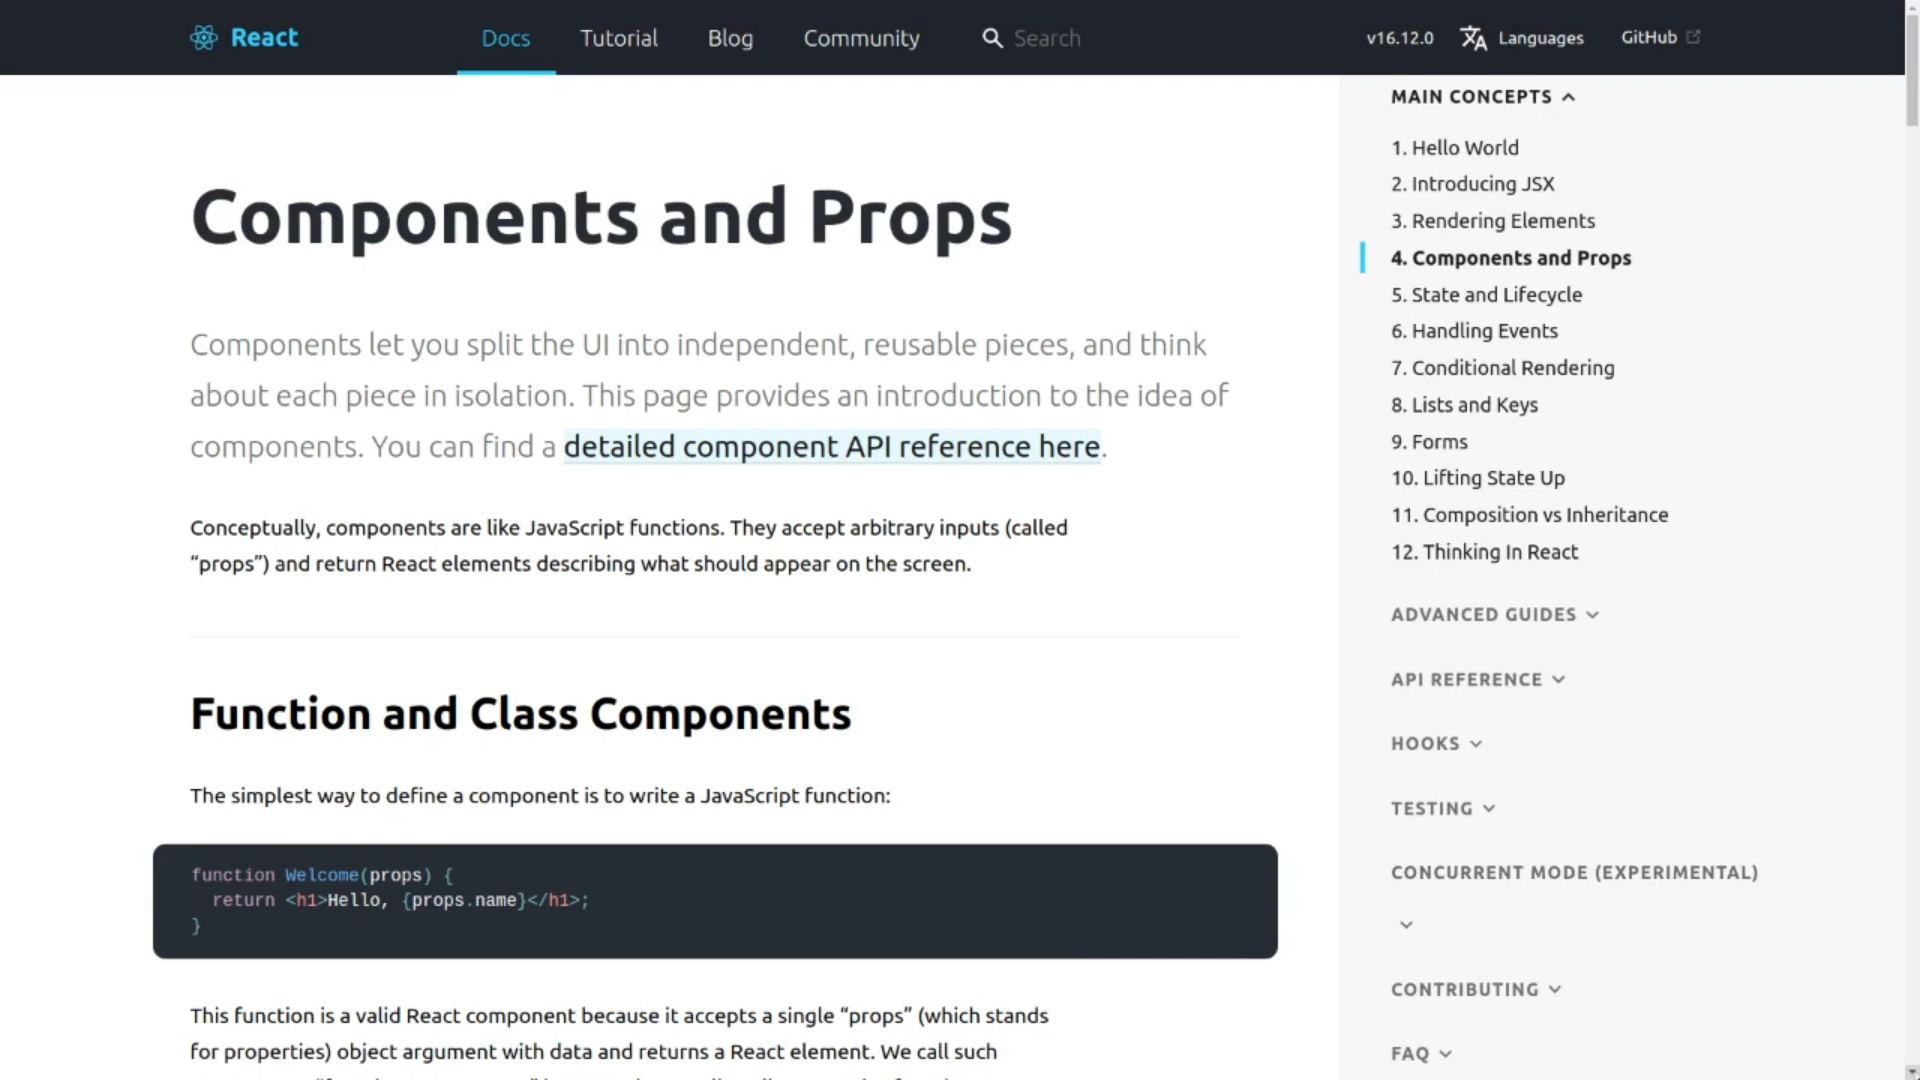 React
Docs
Tutorial
Blog
Community
Search
v16.12.0
Languages
GitHub
Components and Props
Components let you split the UI into independent, reusable pieces, and think
about each piece in isolation. This page provides an introduction to the idea of
components. You can find a detailed component API reference here.
Conceptually, components are like JavaScript functions. They accept arbitrary inputs (called
“props”) and return React elements describing what should appear on the screen.
Function and Class Components
The simplest way to define a component is to write a JavaScript function:
function Welcome(props) {
  return <h1>Hello, {props.name}</h1>;
}
This function is a valid React component because it accepts a single “props” (which stands
for properties) object argument with data and returns a React element. We call such
MAIN CONCEPTS
1. Hello World
2. Introducing JSX
3. Rendering Elements
4. Components and Props
5. State and Lifecycle
6. Handling Events
7. Conditional Rendering
8. Lists and Keys
9. Forms
10. Lifting State Up
11. Composition vs Inheritance
12. Thinking In React
ADVANCED GUIDES
API REFERENCE
HOOKS
TESTING
CONCURRENT MODE (EXPERIMENTAL)
CONTRIBUTING
FAQ